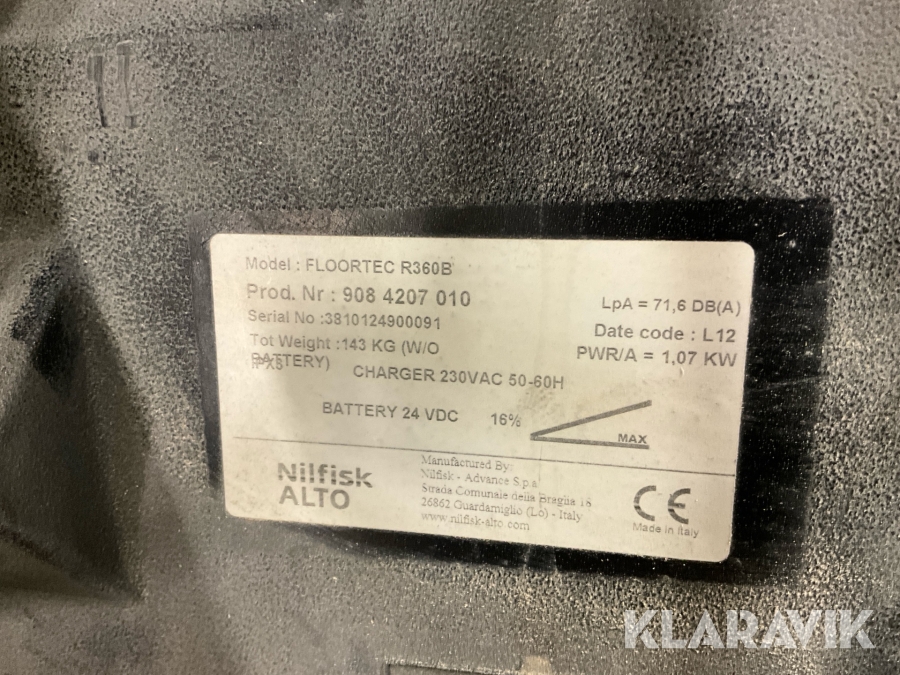 Model : FLOORTEC R360B
Prod. Nr : 908 4207 010
Serial No :3810124900091
Tot Weight :143 KG (W/O
BATTERY)
IPX3
LpA = 71,6 DB(A)
Date code : L12
PWR/A = 1,07 KW
CHARGER 230VAC 50-60H
BATTERY 24 VDC 16%
MAX
Nilfisk
ALTO
Manufactured By:
Nilfisk - Advance S.p.a
Strada Comunale della Braglia 18
26862 Guardamiglio (Lo) - Italy
www.nilfisk-alto.com
CE
Made in Italy
KLARAVIK